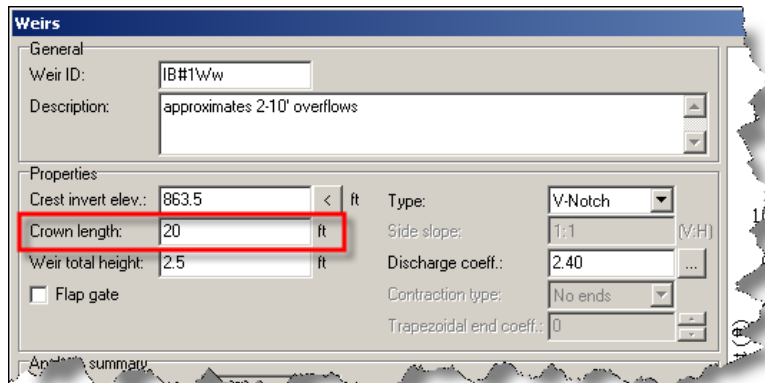 Weirs
General
Weir ID: IB#1Ww
Description: approximates 2-10' overflows
Properties
Crest invert elev.: 863.5 < ft Type: V-Notch
Crown length: 20 ft Side slope: 1:1 (V:H)
Weir total height: 2.5 ft Discharge coeff.: 2.40 ...
Flap gate Contraction type: No ends
Trapezoidal end coeff.: 0
summary